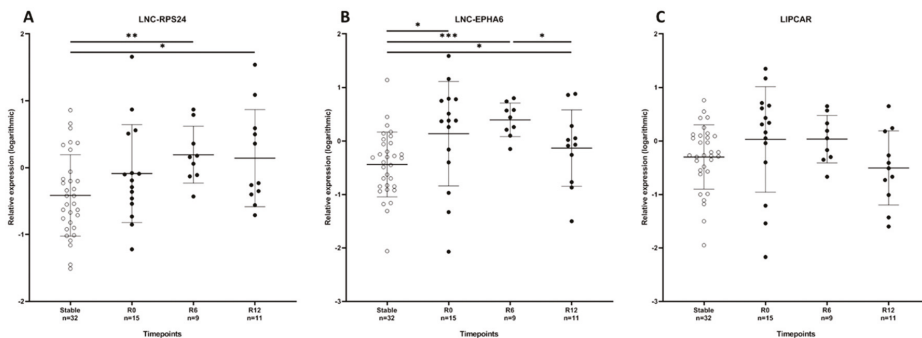 A
LNC-RPS24
**
*
Relative expression (logarithmic)
2
1
0
-1
-2
Stable
n=32
R0
n=15
R6
n=9
R12
n=11
Timepoints
B
LNC-EPHA6
*
***
*
*
Relative expression (logarithmic)
2
1
0
-1
-2
-3
Stable
n=32
R0
n=15
R6
n=9
R12
n=11
Timepoints
C
LIPCAR
Relative expression (logarithmic)
2
1
0
-1
-2
-3
Stable
n=32
R0
n=15
R6
n=9
R12
n=11
Timepoints